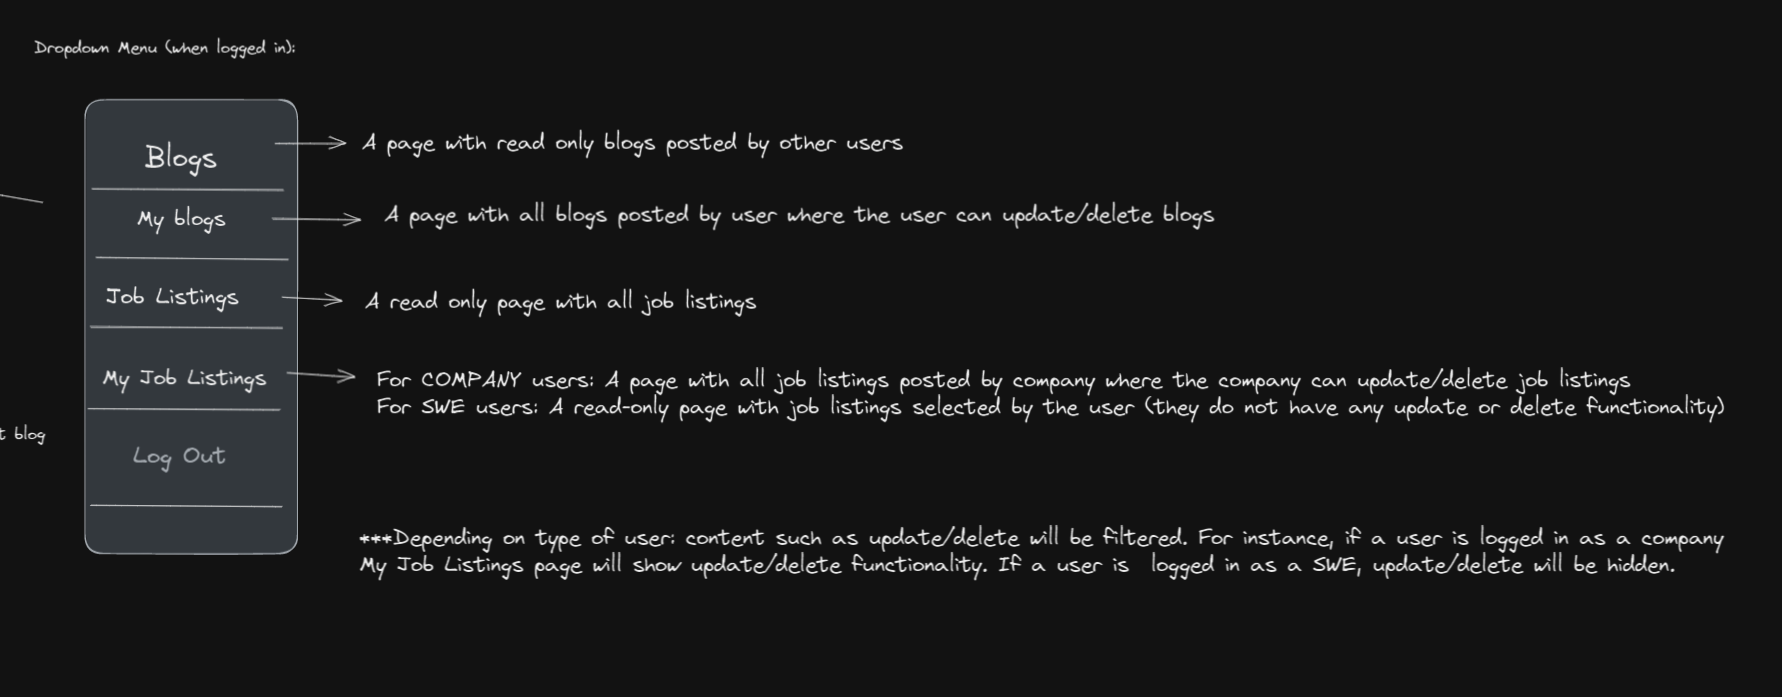 Dropdown Menu (when logged in):
Blogs
A page with read only blogs posted by other users
My blogs
A page with all blogs posted by user where the user can update/delete blogs
Job Listings
A read only page with all job listings
My Job Listings
For COMPANY users: A page with all job listings posted by company where the company can update/delete job listings
For SWE users: A read-only page with job listings selected by the user (they do not have any update or delete functionality)
t blog
Log Out
***Depending on type of user: content such as update/delete will be filtered. For instance, if a user is logged in as a company
My Job Listings page will show update/delete functionality. If a user is logged in as a SWE, update/delete will be hidden.